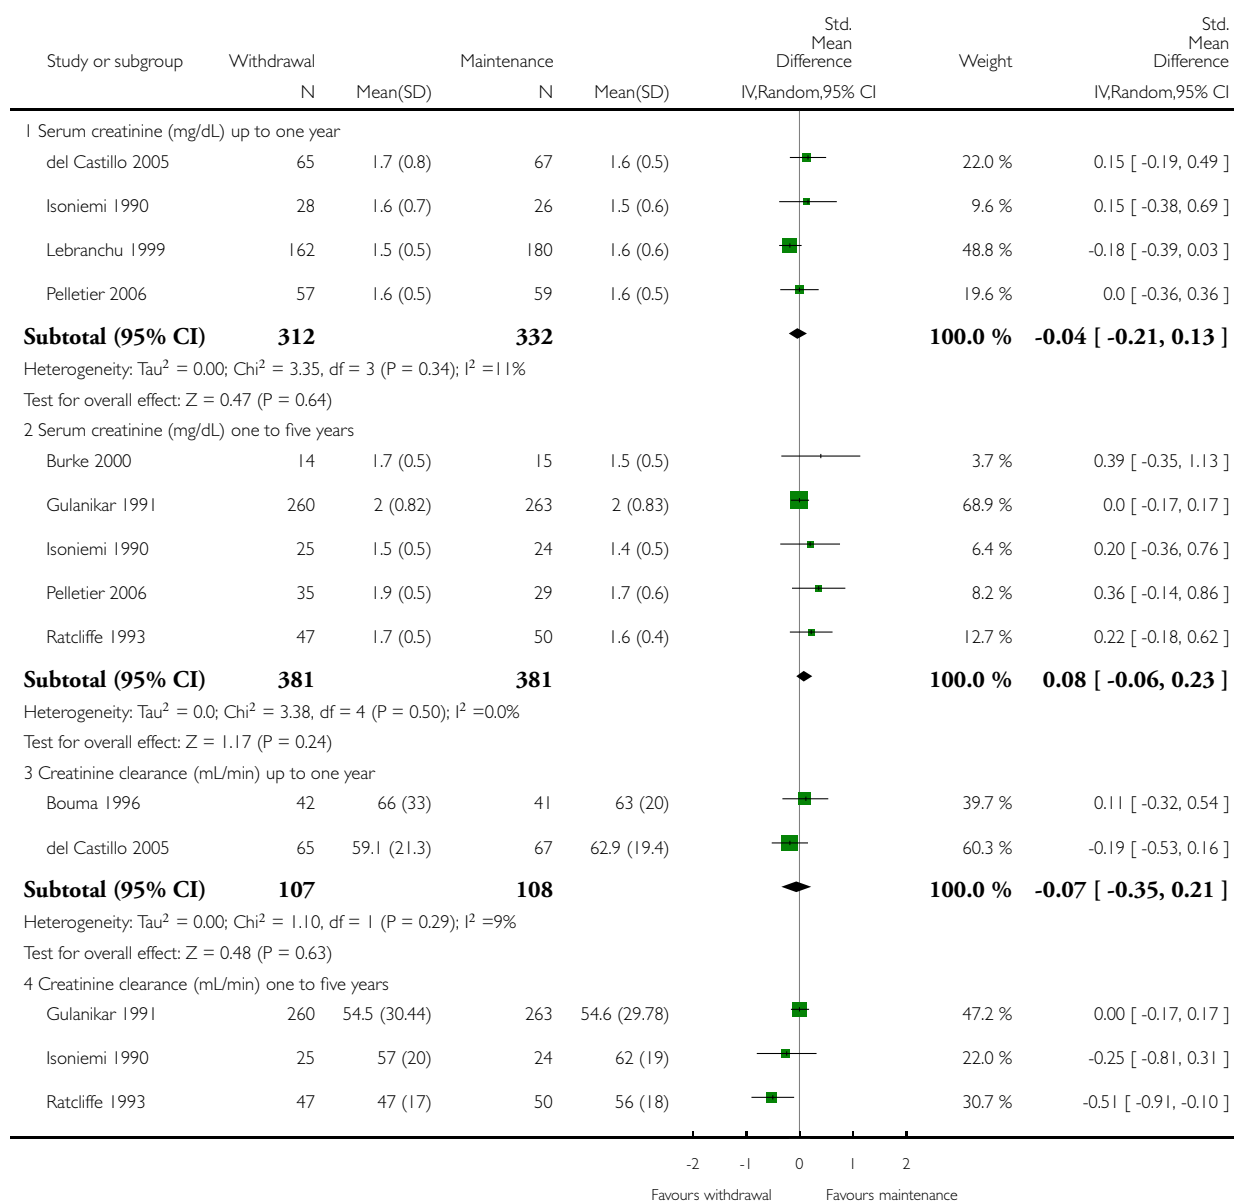 Std. Mean Difference Std. Mean Difference
Study or subgroup Withdrawal Maintenance Weight
N Mean(SD) N Mean(SD) IV,Random,95% CI IV,Random,95% CI
1 Serum creatinine (mg/dL) up to one year
del Castillo 2005 65 1.7 (0.8) 67 1.6 (0.5) 22.0 % 0.15 [ -0.19, 0.49 ]
Isoniemi 1990 28 1.6 (0.7) 26 1.5 (0.6) 9.6 % 0.15 [ -0.38, 0.69 ]
Lebranchu 1999 162 1.5 (0.5) 180 1.6 (0.6) 48.8 % -0.18 [ -0.39, 0.03 ]
Pelletier 2006 57 1.6 (0.5) 59 1.6 (0.5) 19.6 % 0.0 [ -0.36, 0.36 ]
Subtotal (95% CI) 312 332 100.0 % -0.04 [ -0.21, 0.13 ]
Heterogeneity: Tau² = 0.00; Chi² = 3.35, df = 3 (P = 0.34); I² =11%
Test for overall effect: Z = 0.47 (P = 0.64)
2 Serum creatinine (mg/dL) one to five years
Burke 2000 14 1.7 (0.5) 15 1.5 (0.5) 3.7 % 0.39 [ -0.35, 1.13 ]
Gulanikar 1991 260 2 (0.82) 263 2 (0.83) 68.9 % 0.0 [ -0.17, 0.17 ]
Isoniemi 1990 25 1.5 (0.5) 24 1.4 (0.5) 6.4 % 0.20 [ -0.36, 0.76 ]
Pelletier 2006 35 1.9 (0.5) 29 1.7 (0.6) 8.2 % 0.36 [ -0.14, 0.86 ]
Ratcliffe 1993 47 1.7 (0.5) 50 1.6 (0.4) 12.7 % 0.22 [ -0.18, 0.62 ]
Subtotal (95% CI) 381 381 100.0 % 0.08 [ -0.06, 0.23 ]
Heterogeneity: Tau² = 0.0; Chi² = 3.38, df = 4 (P = 0.50); I² =0.0%
Test for overall effect: Z = 1.17 (P = 0.24)
3 Creatinine clearance (mL/min) up to one year
Bouma 1996 42 66 (33) 41 63 (20) 39.7 % 0.11 [ -0.32, 0.54 ]
del Castillo 2005 65 59.1 (21.3) 67 62.9 (19.4) 60.3 % -0.19 [ -0.53, 0.16 ]
Subtotal (95% CI) 107 108 100.0 % -0.07 [ -0.35, 0.21 ]
Heterogeneity: Tau² = 0.00; Chi² = 1.10, df = 1 (P = 0.29); I² =9%
Test for overall effect: Z = 0.48 (P = 0.63)
4 Creatinine clearance (mL/min) one to five years
Gulanikar 1991 260 54.5 (30.44) 263 54.6 (29.78) 47.2 % 0.00 [ -0.17, 0.17 ]
Isoniemi 1990 25 57 (20) 24 62 (19) 22.0 % -0.25 [ -0.81, 0.31 ]
Ratcliffe 1993 47 47 (17) 50 56 (18) 30.7 % -0.51 [ -0.91, -0.10 ]
-2 -1 0 1 2
Favours withdrawal Favours maintenance